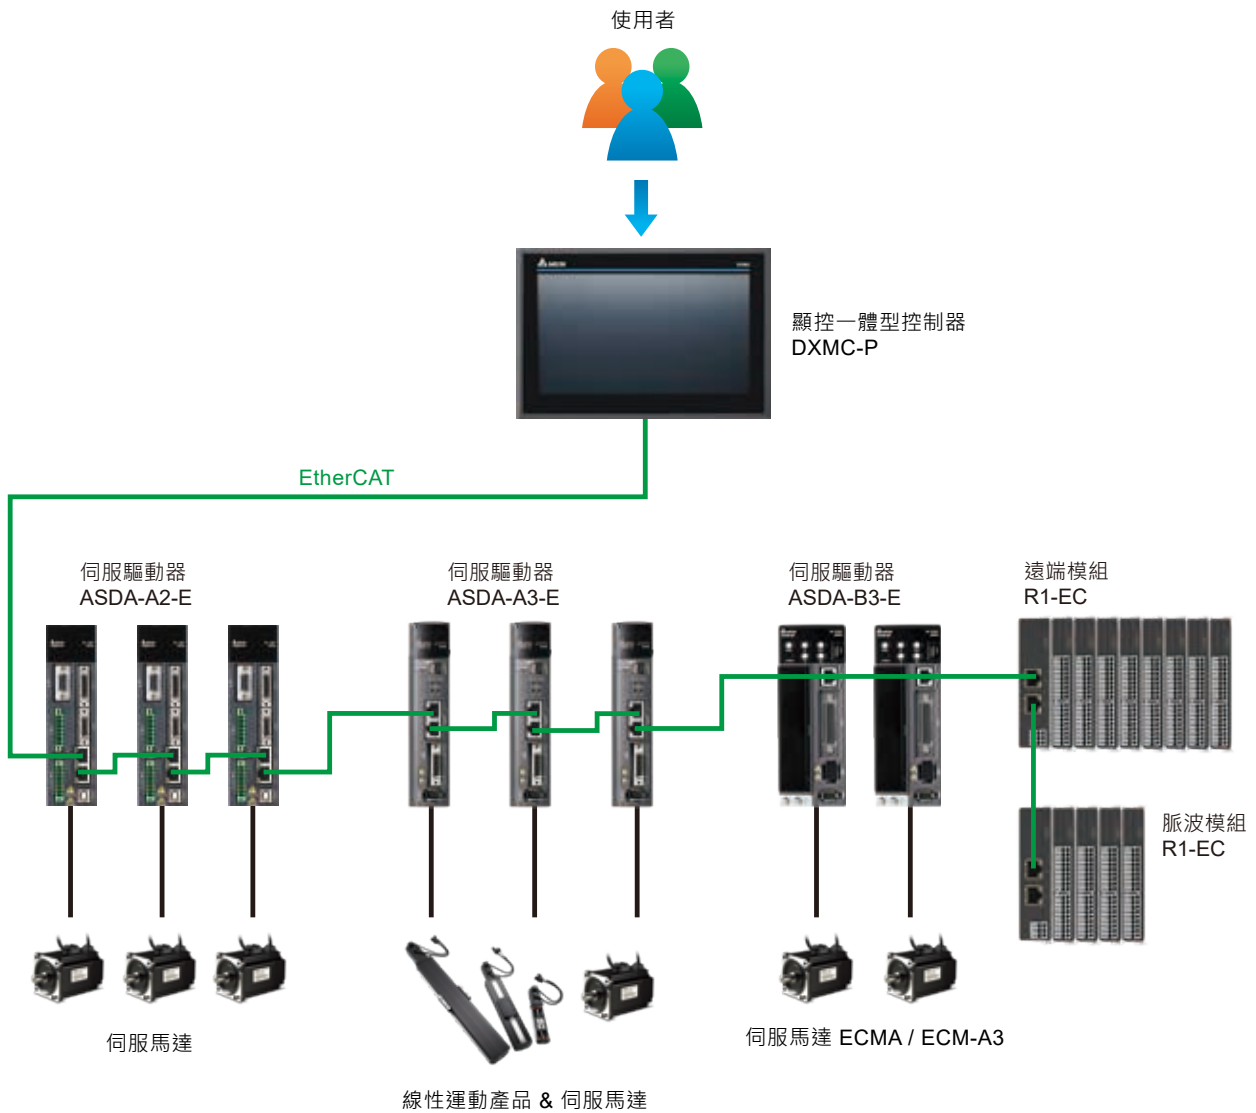 使用者
顯控一體型控制器
DXMC-P
EtherCAT
伺服驅動器
ASDA-A2-E
伺服驅動器
ASDA-A3-E
伺服驅動器
ASDA-B3-E
遠端模組
R1-EC
脈波模組
R1-EC
伺服馬達
線性運動產品 & 伺服馬達
伺服馬達 ECMA / ECM-A3